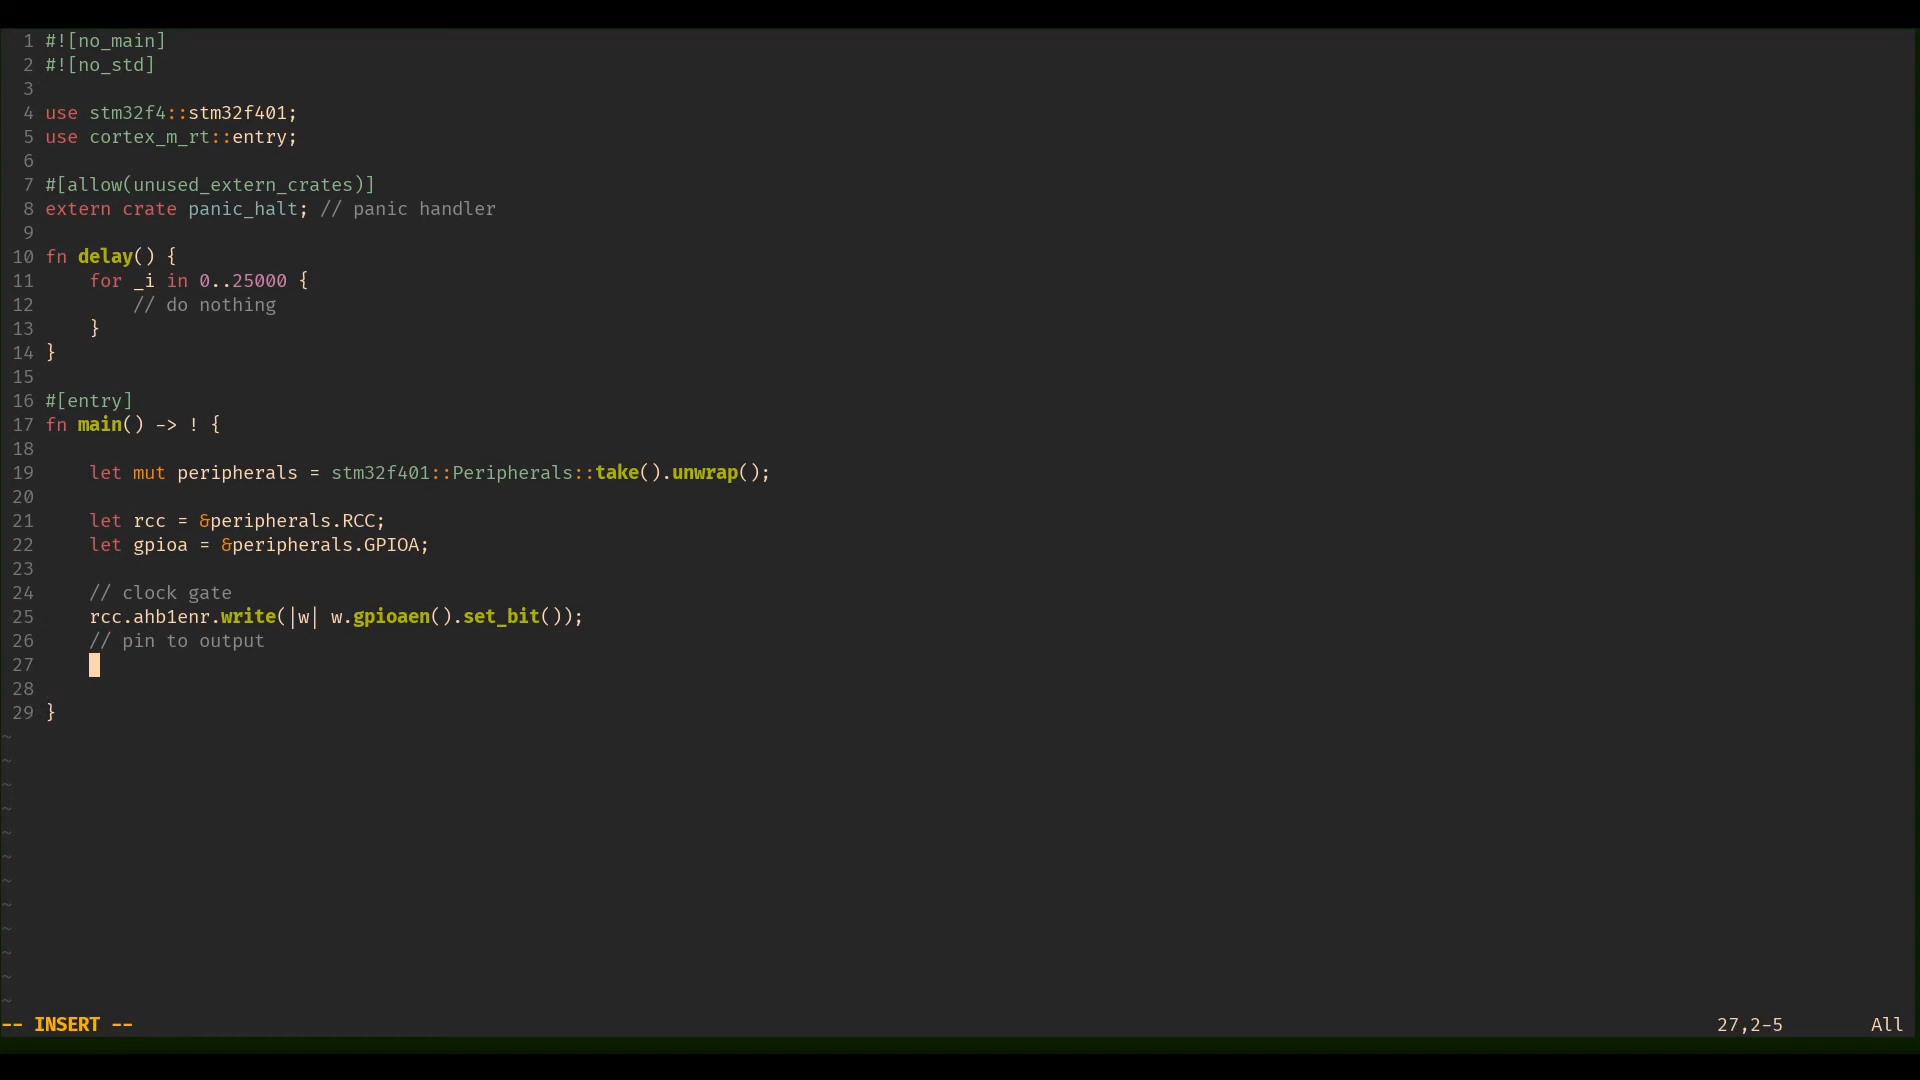 1 #![no_main]
2 #![no_std]
3
4 use stm32f4::stm32f401;
5 use cortex_m_rt::entry;
6
7 #[allow(unused_extern_crates)]
8 extern crate panic_halt; // panic handler
9
10 fn delay() {
11     for _i in 0..25000 {
12         // do nothing
13     }
14 }
15
16 #[entry]
17 fn main() -> ! {
18
19     let mut peripherals = stm32f401::Peripherals::take().unwrap();
20
21     let rcc = &peripherals.RCC;
22     let gpioa = &peripherals.GPIOA;
23
24     // clock gate
25     rcc.ahb1enr.write(|w| w.gpioaen().set_bit());
26     // pin to output
27
28
29 }
~
~
~
~
~
~
~
~
~
~
~
~
-- INSERT -- 27,2-5 All